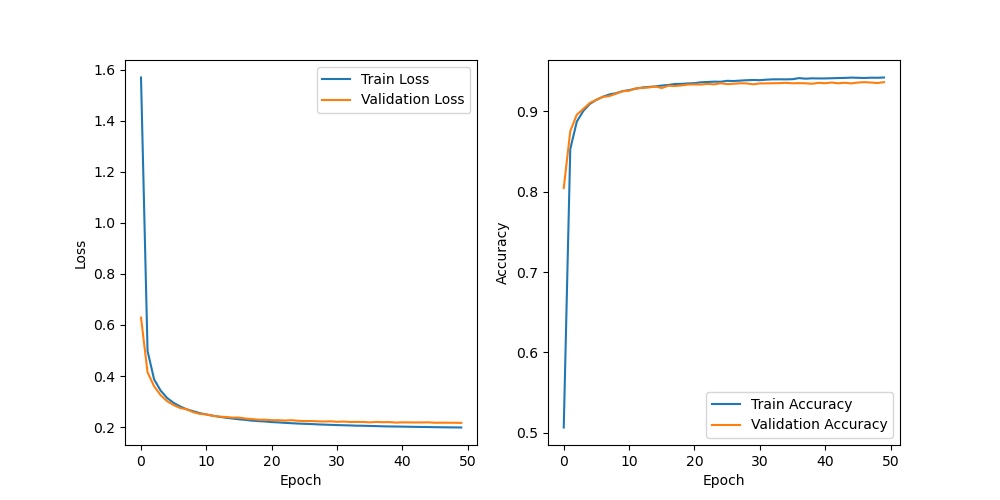 1.6
1.4
1.2
1.0
0.8
0.6
0.4
0.2
Loss
0 10 20 30 40 50
Epoch
Train Loss
Validation Loss
0.9
0.8
0.7
0.6
0.5
Accuracy
0 10 20 30 40 50
Epoch
Train Accuracy
Validation Accuracy